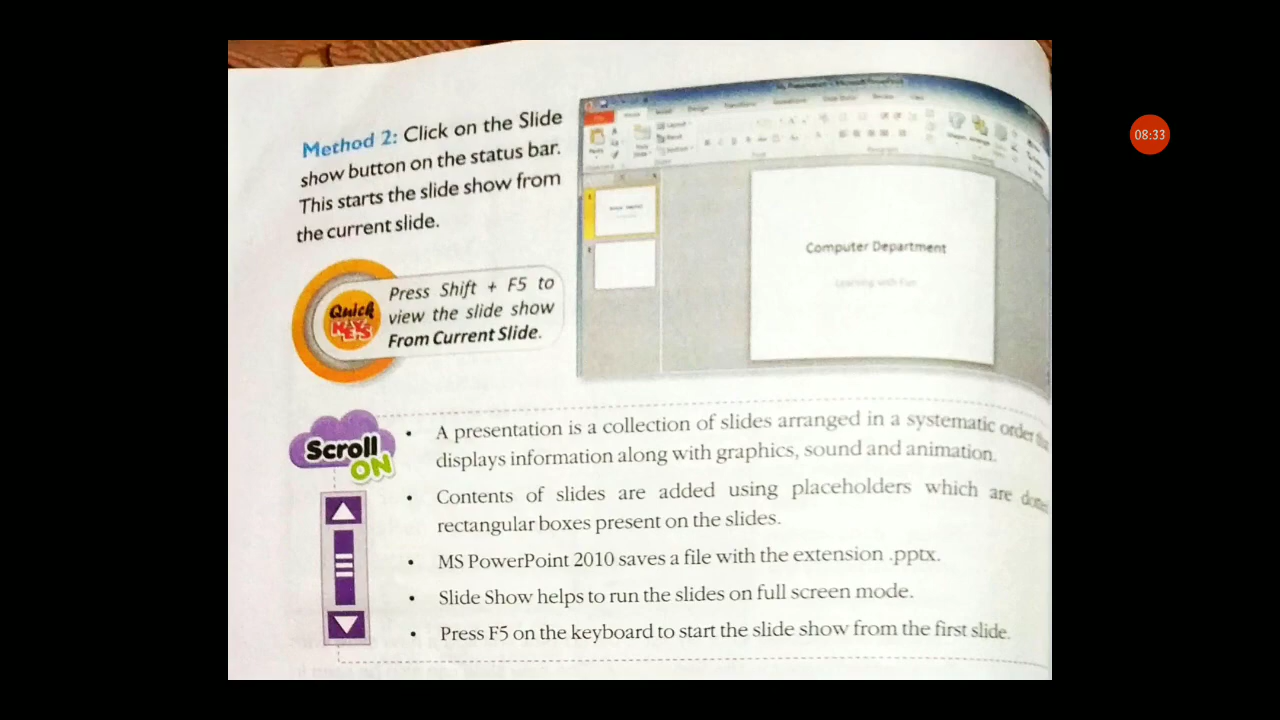 Method 2: Click on the Slide
show button on the status bar.
This starts the slide show from
the current slide.
Quick
KEYS
Press Shift + F5 to
view the slide show
From Current Slide.
Computer Department
Learning with Fun
08:33
Scroll
ON
• A presentation is a collection of slides arranged in a systematic order
displays information along with graphics, sound and animation.
• Contents of slides are added using placeholders which are
rectangular boxes present on the slides.
• MS PowerPoint 2010 saves a file with the extension .pptx.
• Slide Show helps to run the slides on full screen mode.
• Press F5 on the keyboard to start the slide show from the first slide.